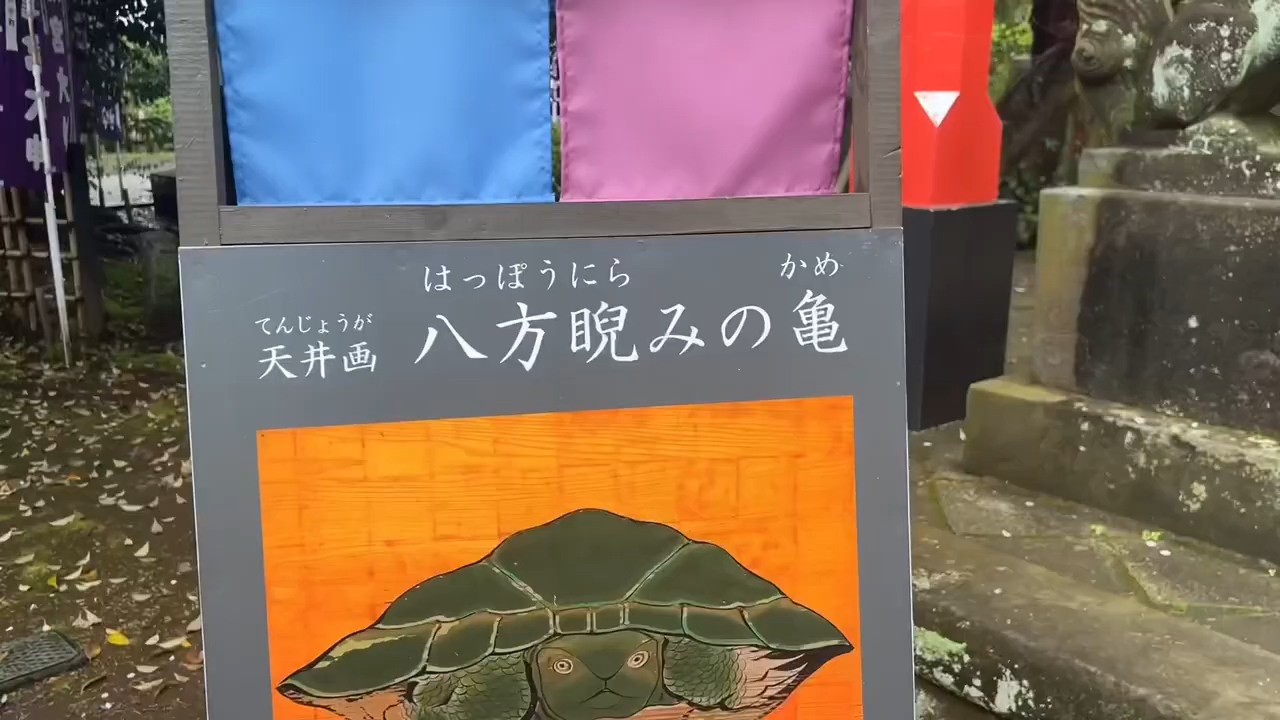 はっぽうにら かめ
てんじょうが
天井画 八方睨みの亀